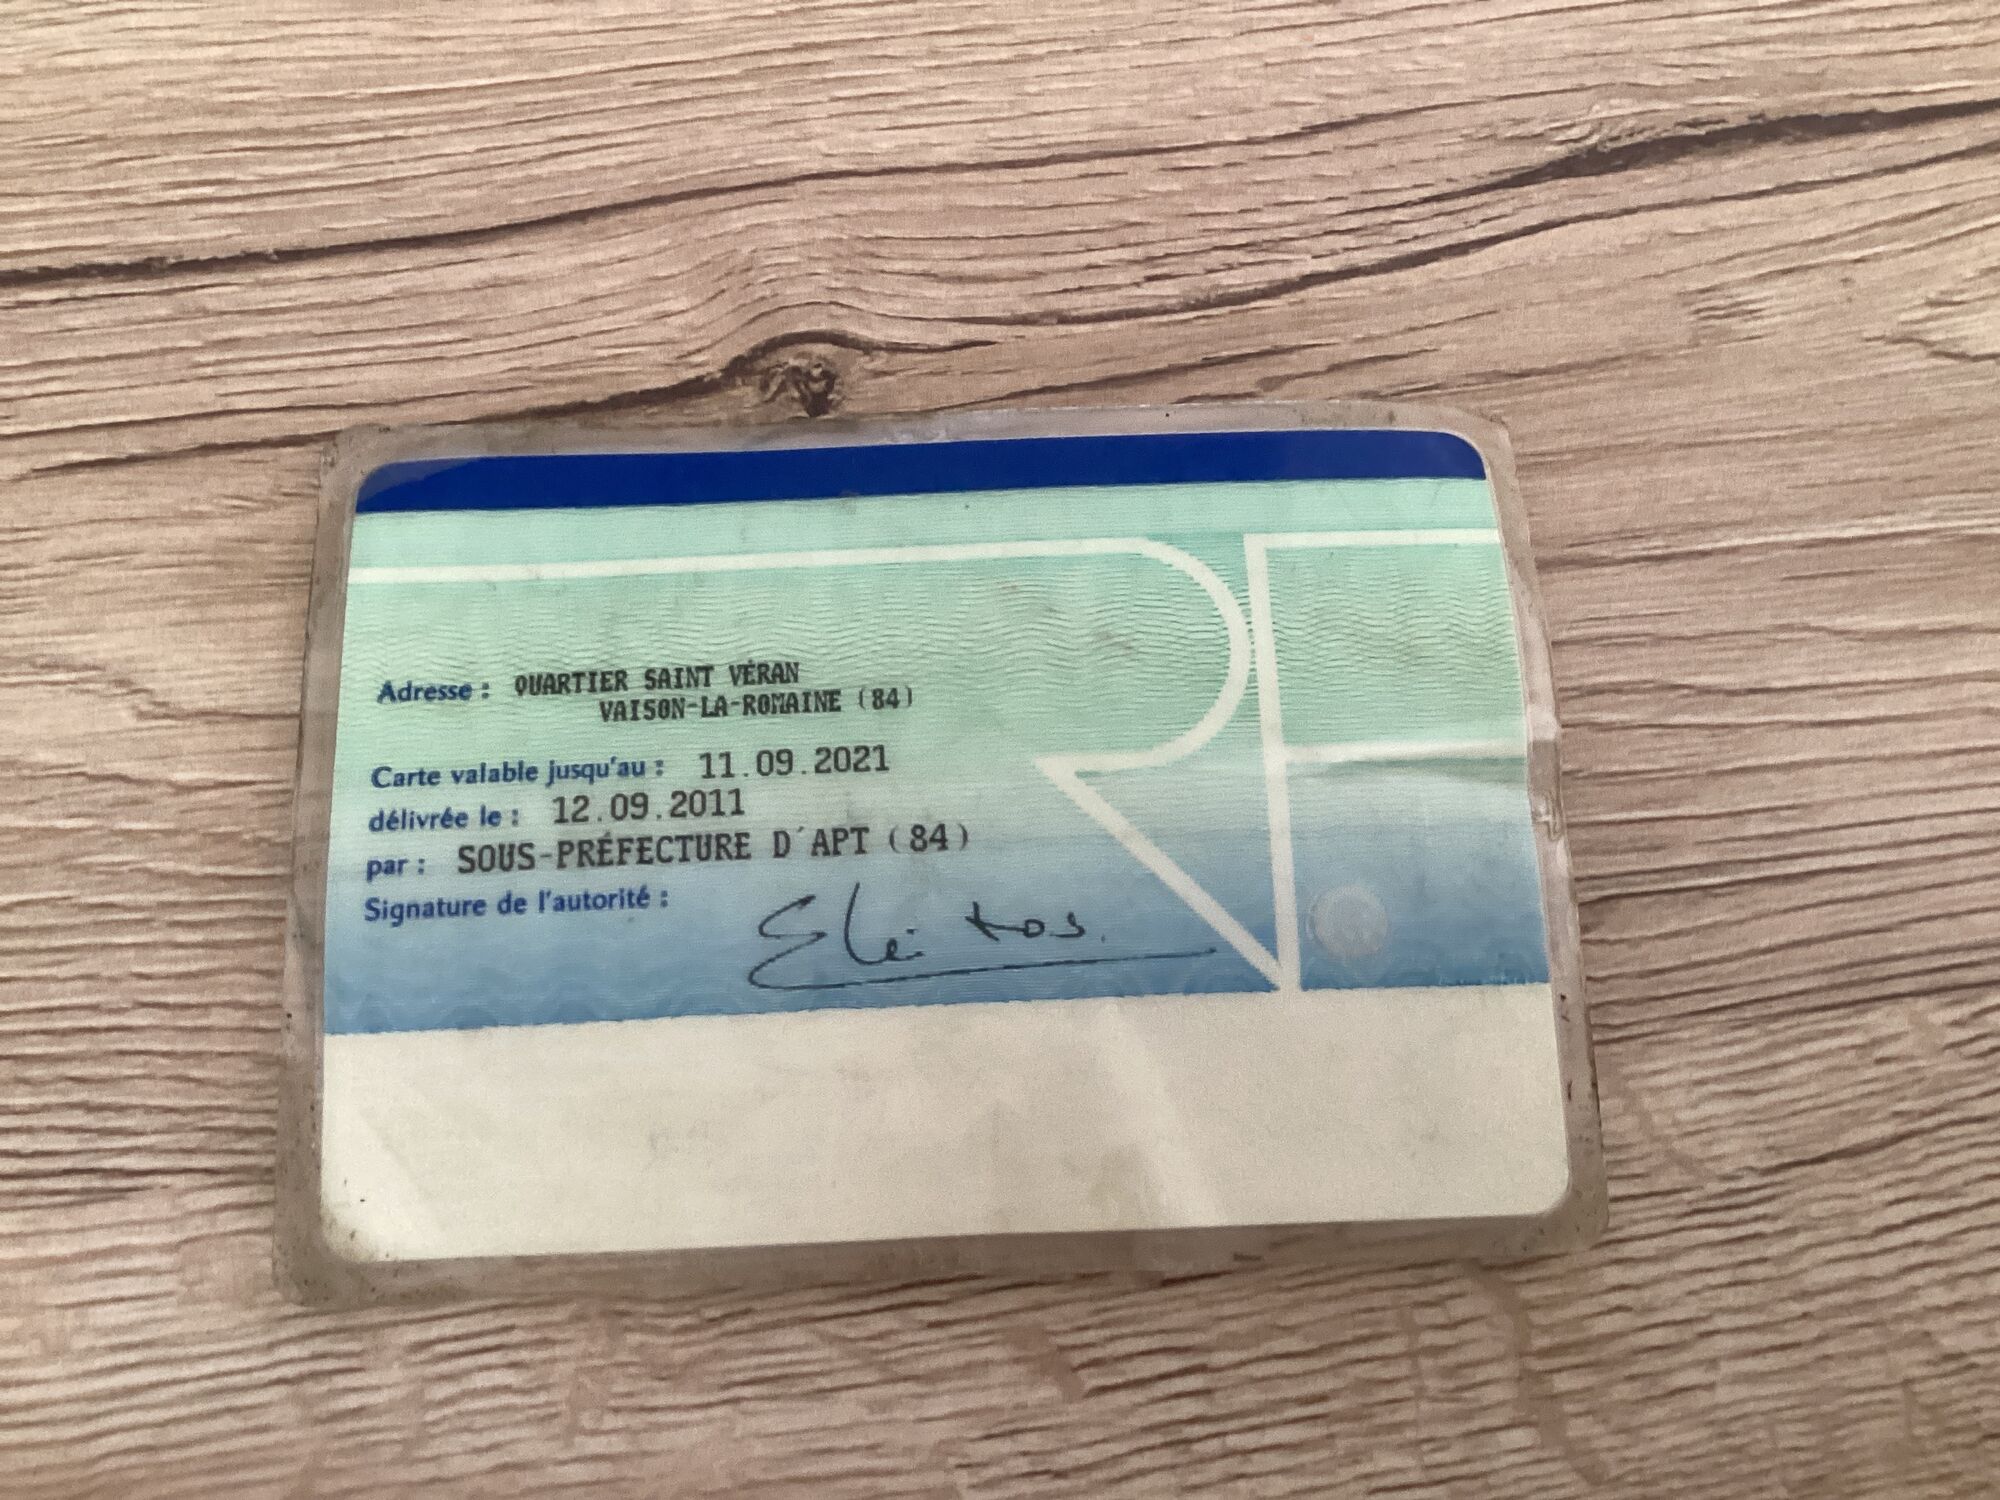 Adresse : QUARTIER SAINT VÉRAN
VAISON-LA-ROMAINE (84)
Carte valable jusqu'au : 11.09.2021
délivrée le : 12.09.2011
par : SOUS-PRÉFECTURE D'APT (84)
Signature de l'autorité :
RF